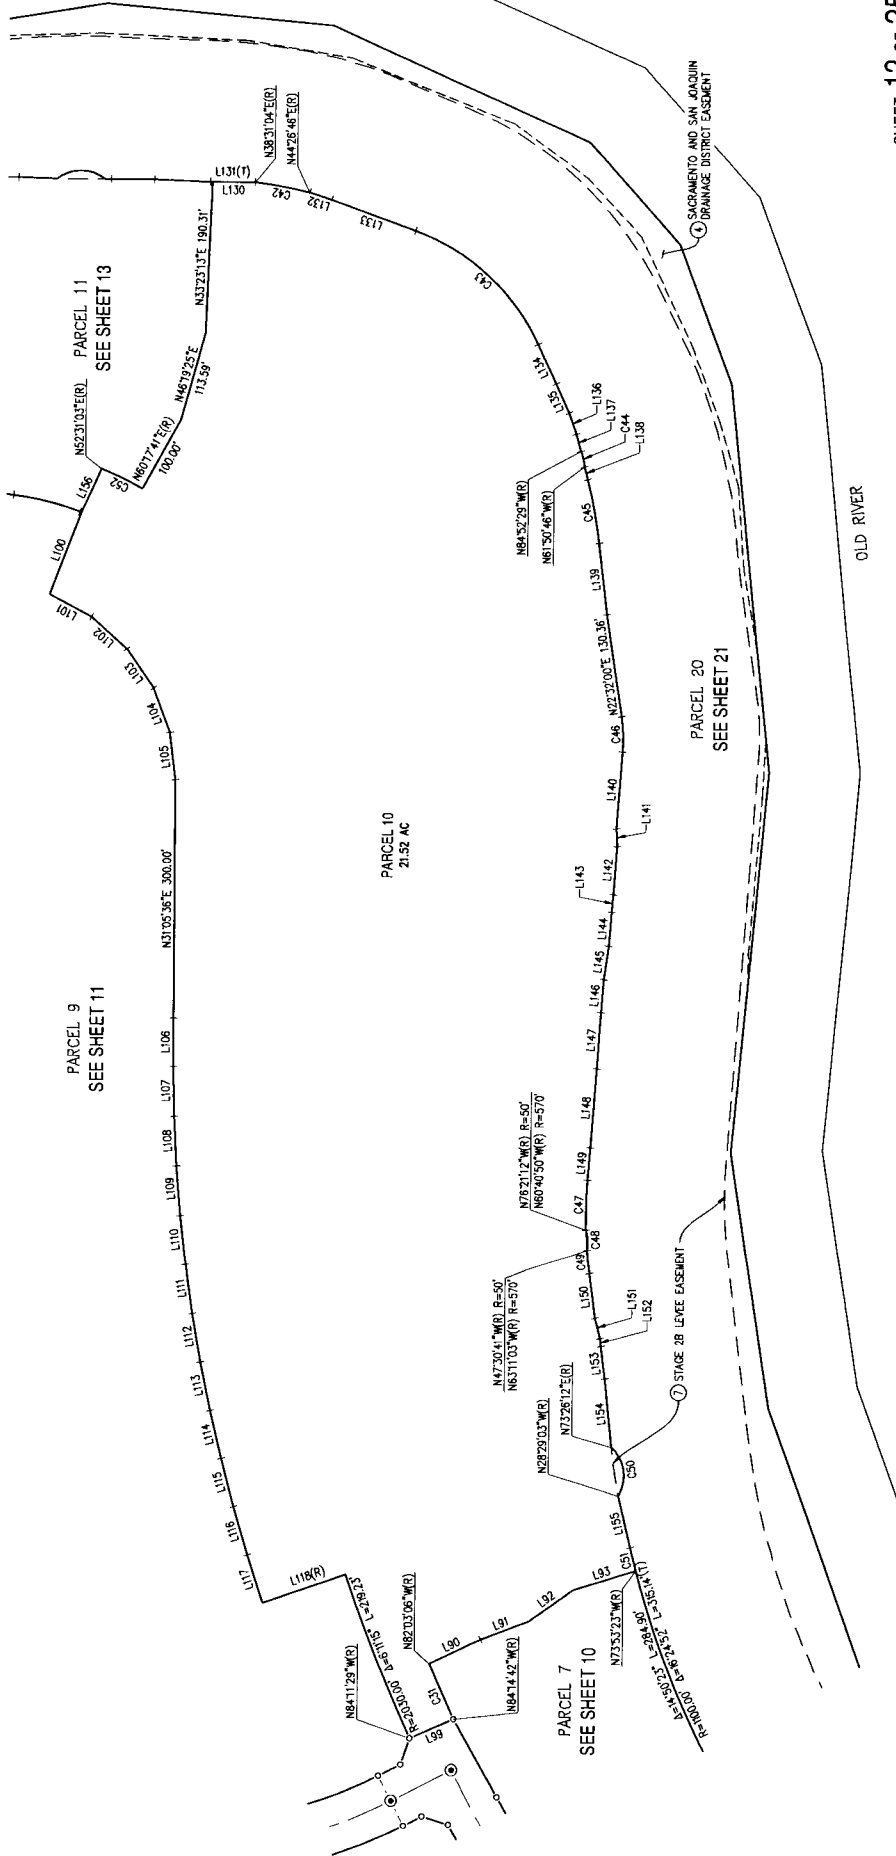 SHEET 12 OF 25
L131(T)
L130
N38°31'04"E(R)
C42
N44°26'46"E(R)
L132
L133
C43
PARCEL 11
SEE SHEET 13
N33°23'13"E 190.31'
N46°19'25"E
113.59'
N60°17'41"E(R)
100.00'
N52°31'03"E(R)
C52
L156
L100
L101
L102
L103
L104
L105
N31°05'36"E 300.00'
L106
L107
L108
L109
L110
L111
L112
L113
L114
L115
L116
L117
L118(R)
PARCEL 9
SEE SHEET 11
PARCEL 10
21.52 AC
④ SACRAMENTO AND SAN JOAQUIN
DRAINAGE DISTRICT EASEMENT
L134
L135
L136
L137
C44
L138
N84°52'29"W(R)
N61°50'46"W(R)
C45
L139
N22°32'00"E 130.36'
C46
L140
L141
L142
L143
L144
L145
L146
L147
L148
L149
N76°21'12"W(R) R=50'
N60°40'50"W(R) R=570'
C47
C48
C49
N47°30'41"W(R) R=50'
N63°11'03"W(R) R=570'
L150
L151
L152
L153
L154
N73°26'12"E(R)
N28°29'03"W(R)
C50
L155
C51
⑦ STAGE 2B LEVEE EASEMENT
PARCEL 20
SEE SHEET 21
OLD RIVER
R=2030.00' Δ=6°11'15" L=219.23'
N84°11'29"W(R)
L99
N82°03'06"W(R)
C31
N84°14'42"W(R)
L90
L91
L92
L93
N73°53'23"W(R)
PARCEL 7
SEE SHEET 10
Δ=14°50'23" L=284.90'
R=1100.00' Δ=16°24'52" L=315.14'(T)